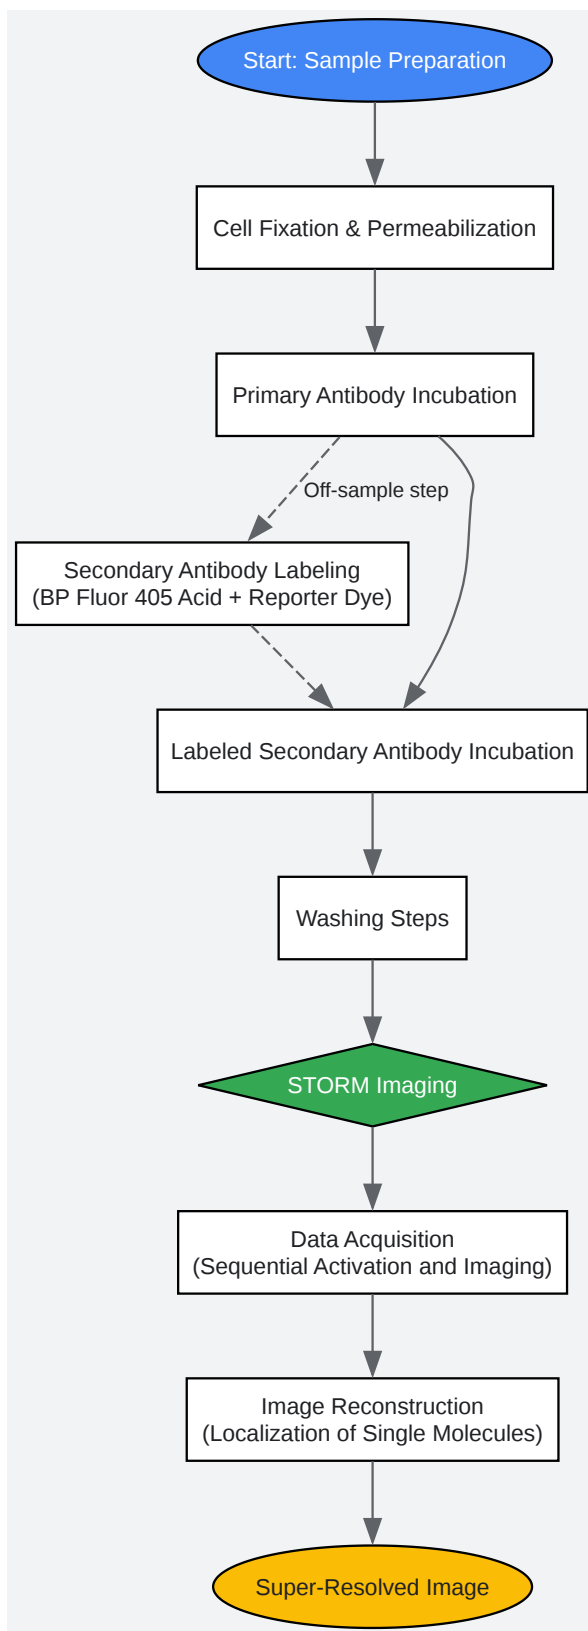 Start: Sample Preparation
Cell Fixation & Permeabilization
Primary Antibody Incubation
Off-sample step
Secondary Antibody Labeling
(BP Fluor 405 Acid + Reporter Dye)
Labeled Secondary Antibody Incubation
Washing Steps
STORM Imaging
Data Acquisition
(Sequential Activation and Imaging)
Image Reconstruction
(Localization of Single Molecules)
Super-Resolved Image